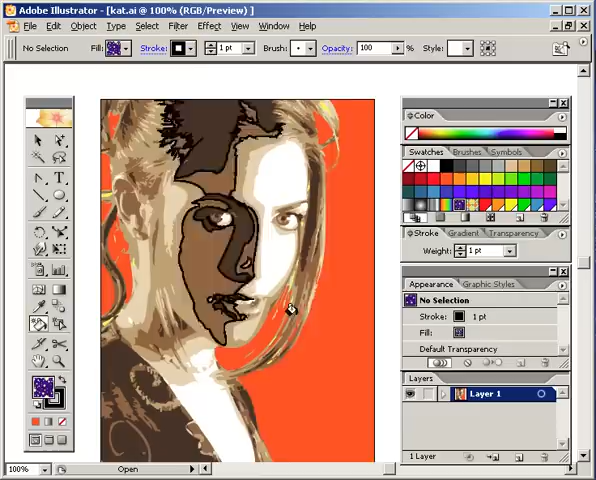 Adobe Illustrator - [kat.ai @ 100% (RGB/Preview) ]
File Edit Object Type Select Filter Effect View Window Help
No Selection Fill: Stroke: 1 pt Brush: Opacity: 100 % Style:
Color
Swatches Brushes Symbols
Stroke Gradient Transparency
Weight: 1 pt
Appearance Graphic Styles
No Selection
Stroke: 1 pt
Fill:
Default Transparency
Layers
Layer 1
1 Layer
100% Open